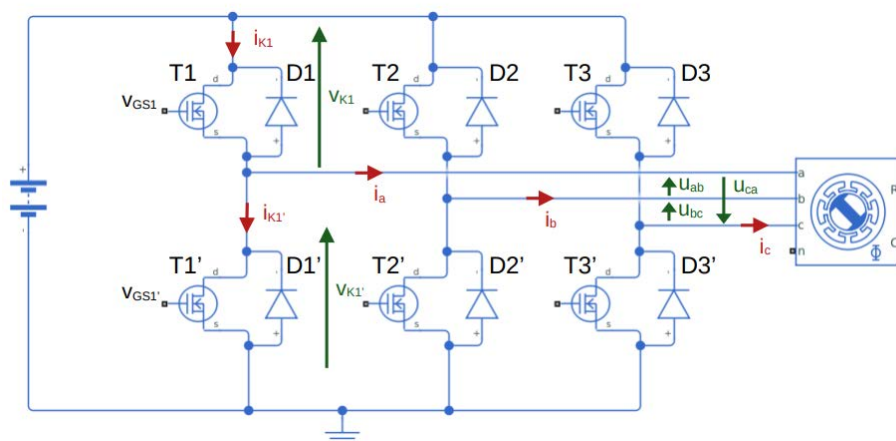 iK1
T1 d D1 T2 d D2 T3 d D3
vGS1 vK1
s + s + s +
+
-
a
ia uab uca R
b
iK1' ib ubc
c
ic
n Φ C
T1' d D1' T2' d D2' T3' d D3'
vGS1' vK1'
s + s + s +